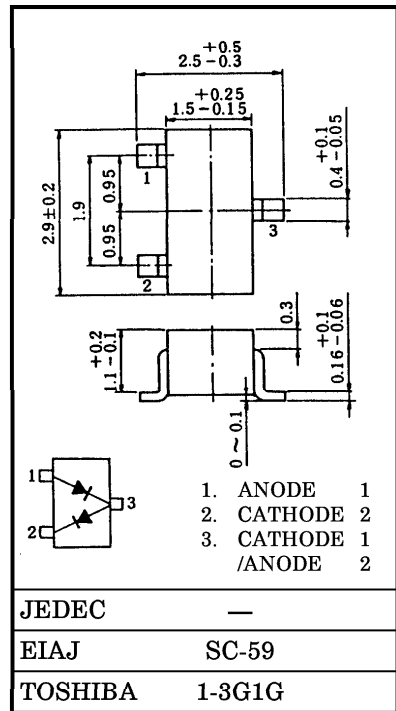 +0.5
2.5 −0.3
+0.25
1.5 −0.15
1
2
3
2.9±0.2
1.9
0.95
0.95
+0.1
0.4 −0.05
+0.2
1.1 −0.1
0.3
+0.1
0.16 −0.06
0 ~ 0.1
1
2
3
1. ANODE 1
2. CATHODE 2
3. CATHODE 1
/ANODE 2
JEDEC —
EIAJ SC-59
TOSHIBA 1-3G1G